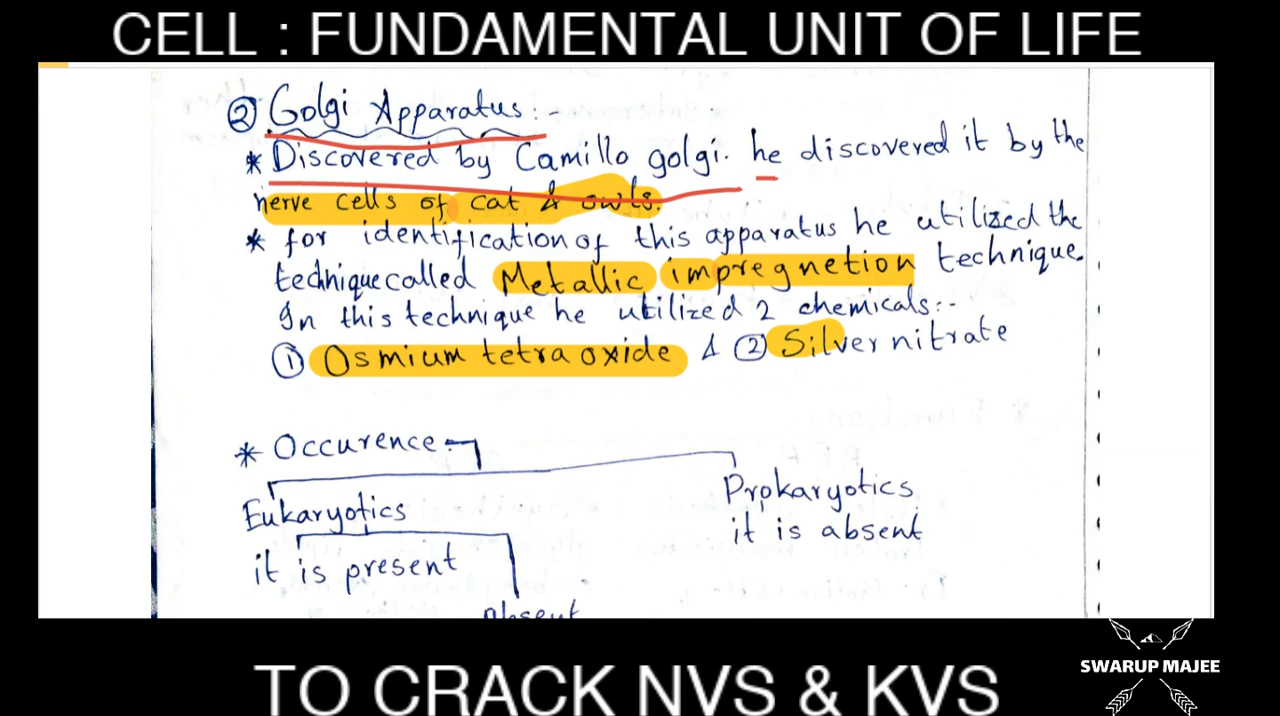 CELL : FUNDAMENTAL UNIT OF LIFE
② Golgi Apparatus :-
* Discovered by Camillo golgi. he discovered it by the
nerve cells of cat & owls.
* for identification of this apparatus he utilized the
technique called Metallic impregnetion technique.
In this technique he utilized 2 chemicals:-
① Osmium tetra oxide & ② Silver nitrate
* Occurence
Eukaryotics
Prokaryotics
it is absent
it is present
absent
SWARUP MAJEE
TO CRACK NVS & KVS